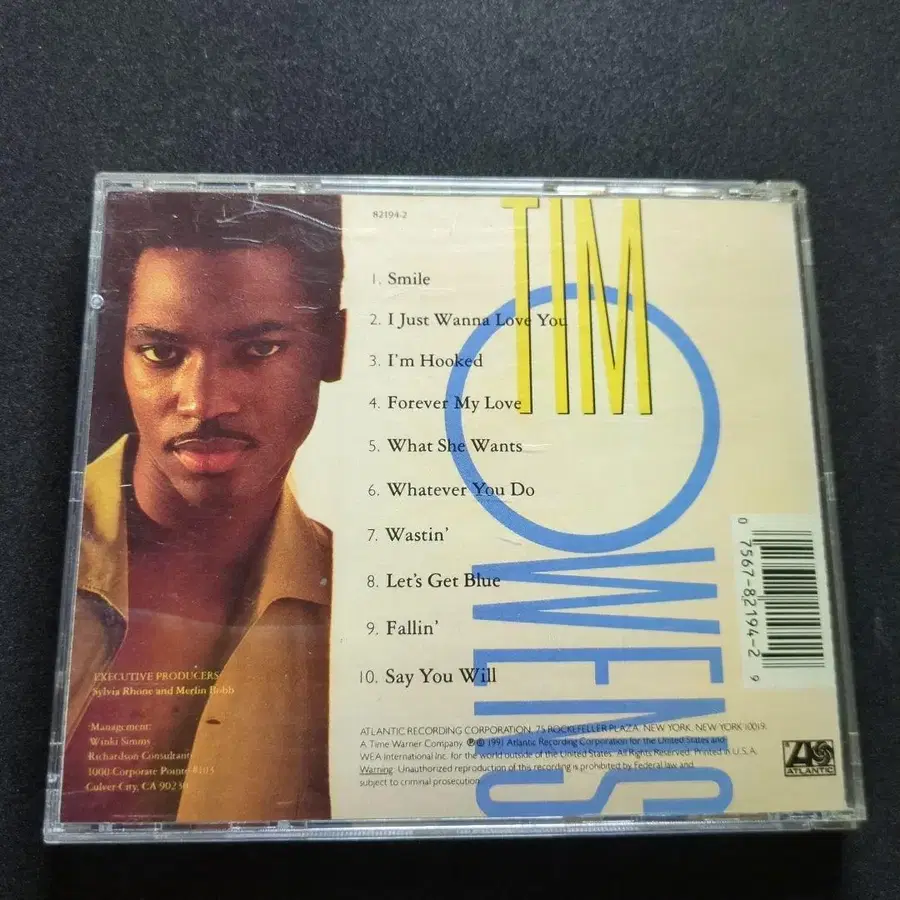 82194-2
TIM
OWENS
1. Smile
2. I Just Wanna Love You
3. I'm Hooked
4. Forever My Love
5. What She Wants
6. Whatever You Do
7. Wastin'
8. Let's Get Blue
9. Fallin'
10. Say You Will
EXECUTIVE PRODUCERS
Sylvia Rhone and Merlin Bobb
Management:
Winki Simms
Richardson Consultants
1000 Corporate Pointe #103
Culver City, CA 90230
ATLANTIC RECORDING CORPORATION, 75 ROCKEFELLER PLAZA, NEW YORK, NEW YORK 10019.
A Time Warner Company ℗© 1991 Atlantic Recording Corporation for the United States and
WEA International Inc. for the world outside of the United States. All Rights Reserved. Printed in U.S.A.
Warning: Unauthorized reproduction of this recording is prohibited by Federal law and
subject to criminal prosecution.
0 7567-82194-2 9
ATLANTIC